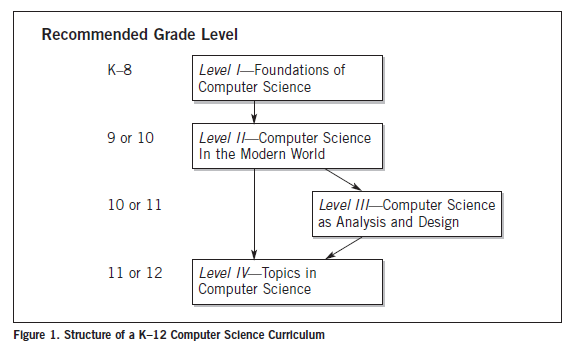 Recommended Grade Level
K–8
Level I—Foundations of
Computer Science
9 or 10
Level II—Computer Science
In the Modern World
10 or 11
Level III—Computer Science
as Analysis and Design
11 or 12
Level IV—Topics in
Computer Science
Figure 1. Structure of a K–12 Computer Science Curriculum